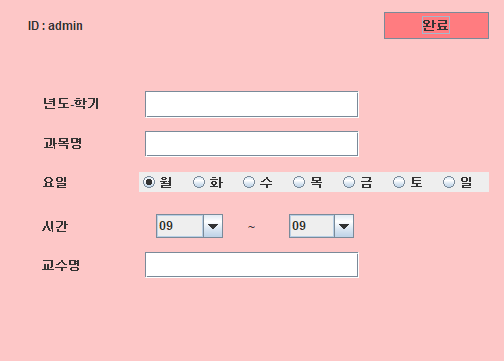 ID : admin 완료
년도-학기
과목명
요일 월 화 수 목 금 토 일
시간 09 ~ 09
교수명